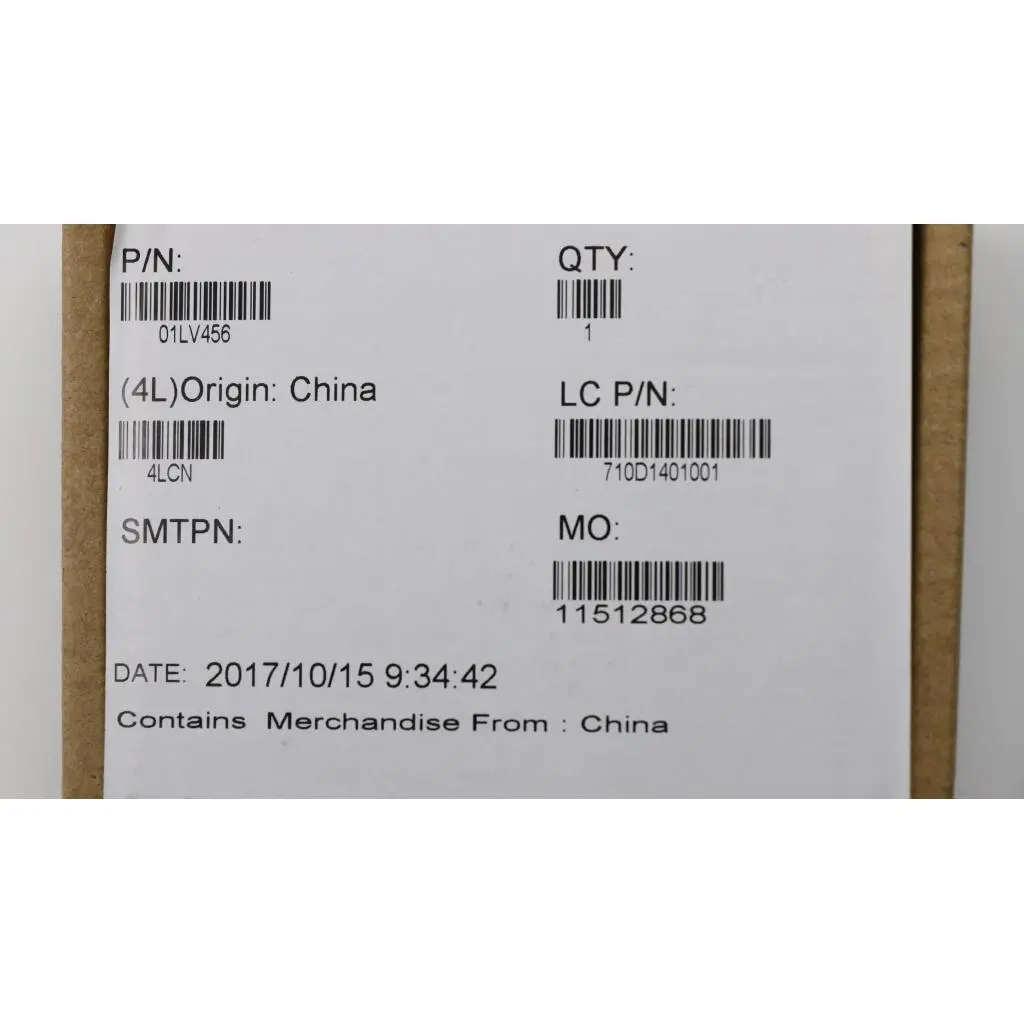 P/N:
QTY:
01LV456
1
(4L)Origin: China
LC P/N:
4LCN
710D1401001
SMTPN:
MO:
11512868
DATE: 2017/10/15 9:34:42
Contains Merchandise From : China